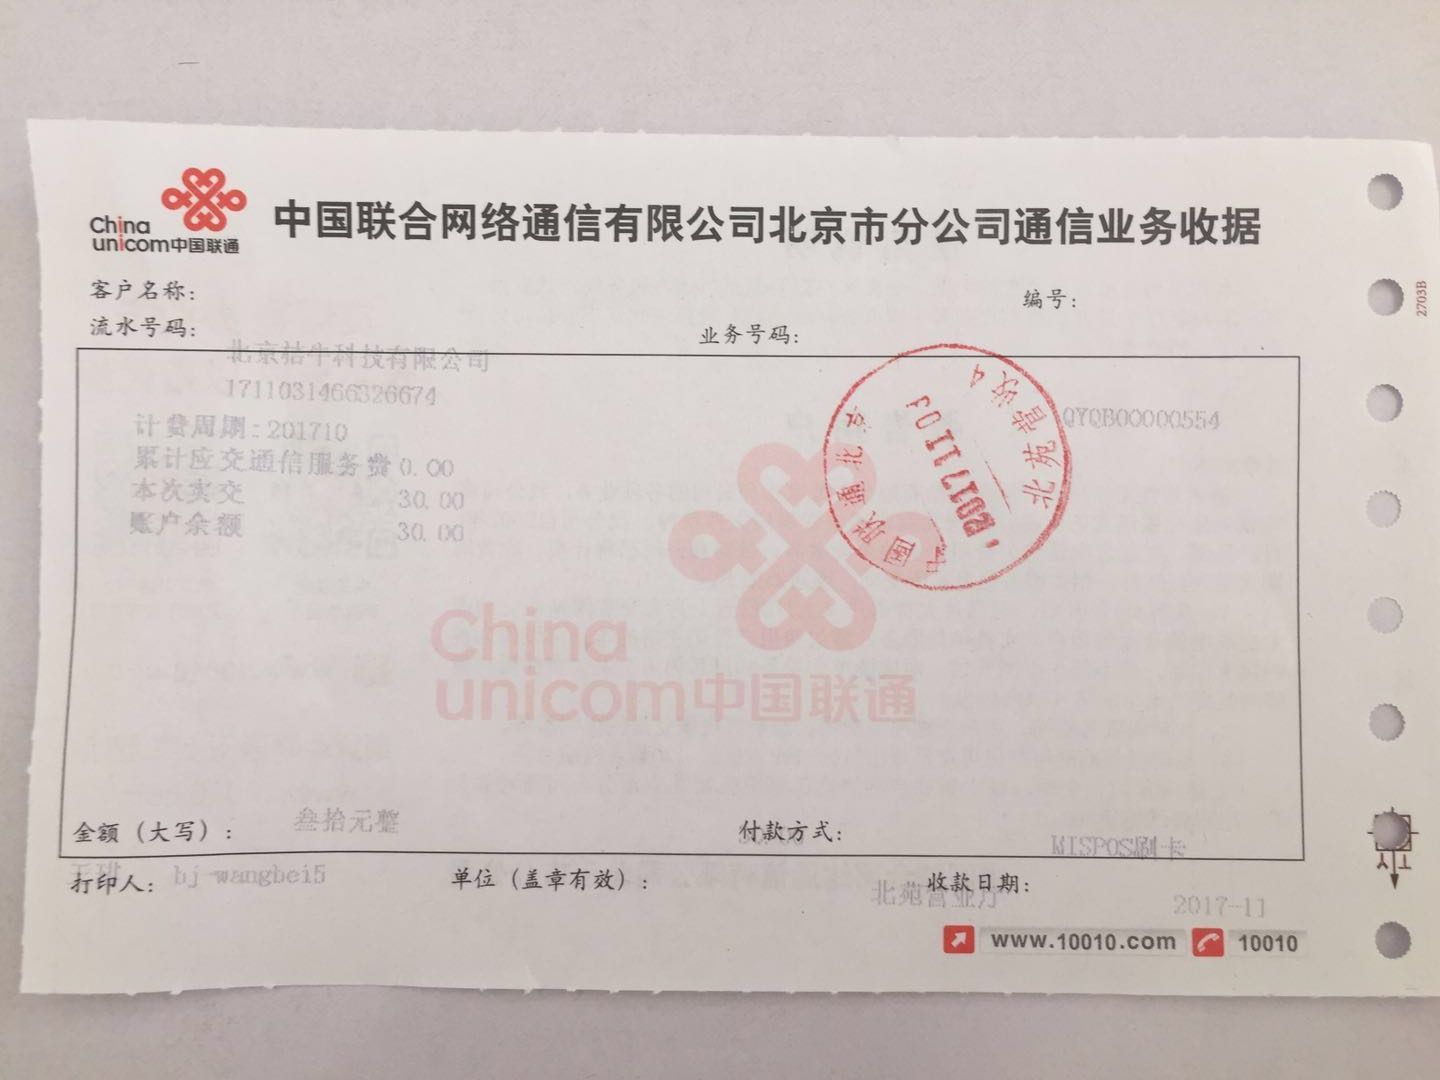 China unicom中国联通
中国联合网络通信有限公司北京市分公司通信业务收据
客户名称:
编号:
流水号码:
业务号码:
北京桔牛科技有限公司
1711031466326674
QYQB00000554
计费周期:201710
累计应交通信服务费 0.00
本次实交 30.00
账户余额 30.00
中国联通北京
北苑营收4
2017 11 03
China
unicom中国联通
金额（大写）: 叁拾元整
付款方式:
MISPOS刷卡
bj-wangbei5
打印人:
单位（盖章有效）:
北苑营业厅
收款日期:
2017-11
www.10010.com
10010
2703B